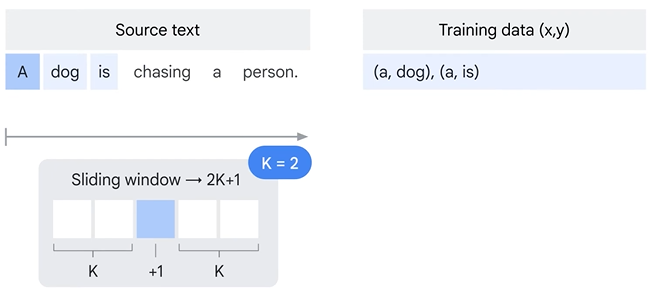 Source text
Training data (x,y)
A dog is chasing a person.
(a, dog), (a, is)
K = 2
Sliding window → 2K+1
K +1 K